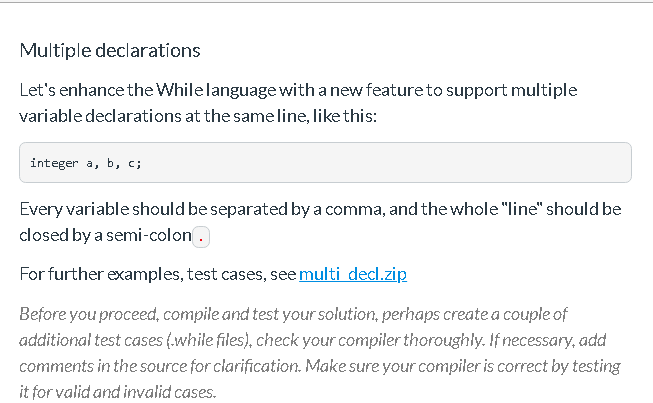 Multiple declarations
Let's enhance the While language with a new feature to support multiple
variable declarations at the same line, like this:
integer a, b, c;
Every variable should be separated by a comma, and the whole "line" should be
closed by a semi-colon .
For further examples, test cases, see multi_decl.zip
Before you proceed, compile and test your solution, perhaps create a couple of
additional test cases (.while files), check your compiler thoroughly. If necessary, add
comments in the source for clarification. Make sure your compiler is correct by testing
it for valid and invalid cases.